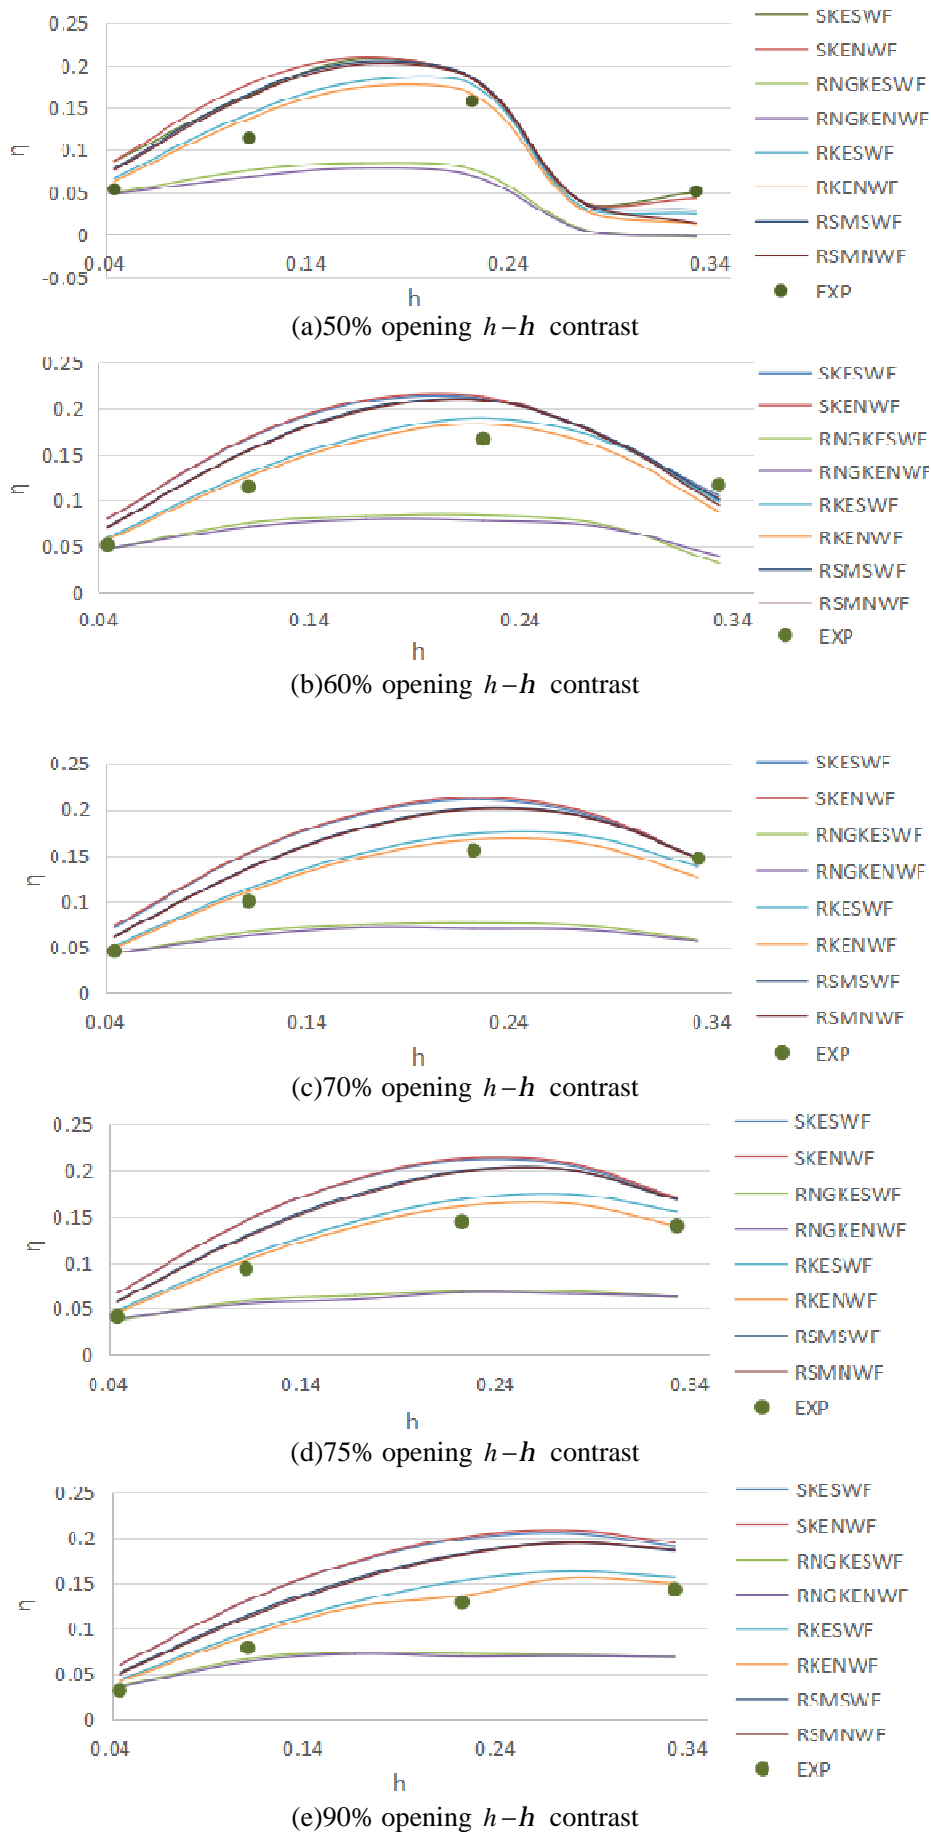 0.25
0.2
0.15
0.1
0.05
0
-0.05
η
0.04
0.14
0.24
0.34
h
SKESWF
SKENWF
RNGKESWF
RNGKENWF
RKESWF
RKENWF
RSMSWF
RSMNWF
EXP
(a)50% opening h–h contrast
0.25
0.2
0.15
0.1
0.05
0
η
0.04
0.14
0.24
0.34
h
SKESWF
SKENWF
RNGKESWF
RNGKENWF
RKESWF
RKENWF
RSMSWF
RSMNWF
EXP
(b)60% opening h–h contrast
0.25
0.2
0.15
0.1
0.05
0
η
0.04
0.14
0.24
0.34
h
SKESWF
SKENWF
RNGKESWF
RNGKENWF
RKESWF
RKENWF
RSMSWF
RSMNWF
EXP
(c)70% opening h–h contrast
0.25
0.2
0.15
0.1
0.05
0
η
0.04
0.14
0.24
0.34
h
SKESWF
SKENWF
RNGKESWF
RNGKENWF
RKESWF
RKENWF
RSMSWF
RSMNWF
EXP
(d)75% opening h–h contrast
0.25
0.2
0.15
0.1
0.05
0
η
0.04
0.14
0.24
0.34
h
SKESWF
SKENWF
RNGKESWF
RNGKENWF
RKESWF
RKENWF
RSMSWF
RSMNWF
EXP
(e)90% opening h–h contrast